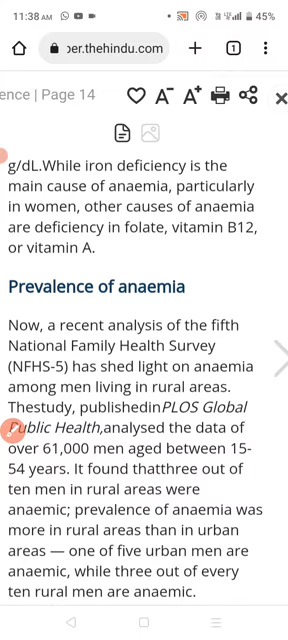 11:38 AM
45%
per.thehindu.com
1
ence | Page 14
A- A+
g/dL.While iron deficiency is the
main cause of anaemia, particularly
in women, other causes of anaemia
are deficiency in folate, vitamin B12,
or vitamin A.
Prevalence of anaemia
Now, a recent analysis of the fifth
National Family Health Survey
(NFHS-5) has shed light on anaemia
among men living in rural areas.
Thestudy, publishedinPLOS Global
Public Health,analysed the data of
over 61,000 men aged between 15-
54 years. It found thatthree out of
ten men in rural areas were
anaemic; prevalence of anaemia was
more in rural areas than in urban
areas — one of five urban men are
anaemic, while three out of every
ten rural men are anaemic.